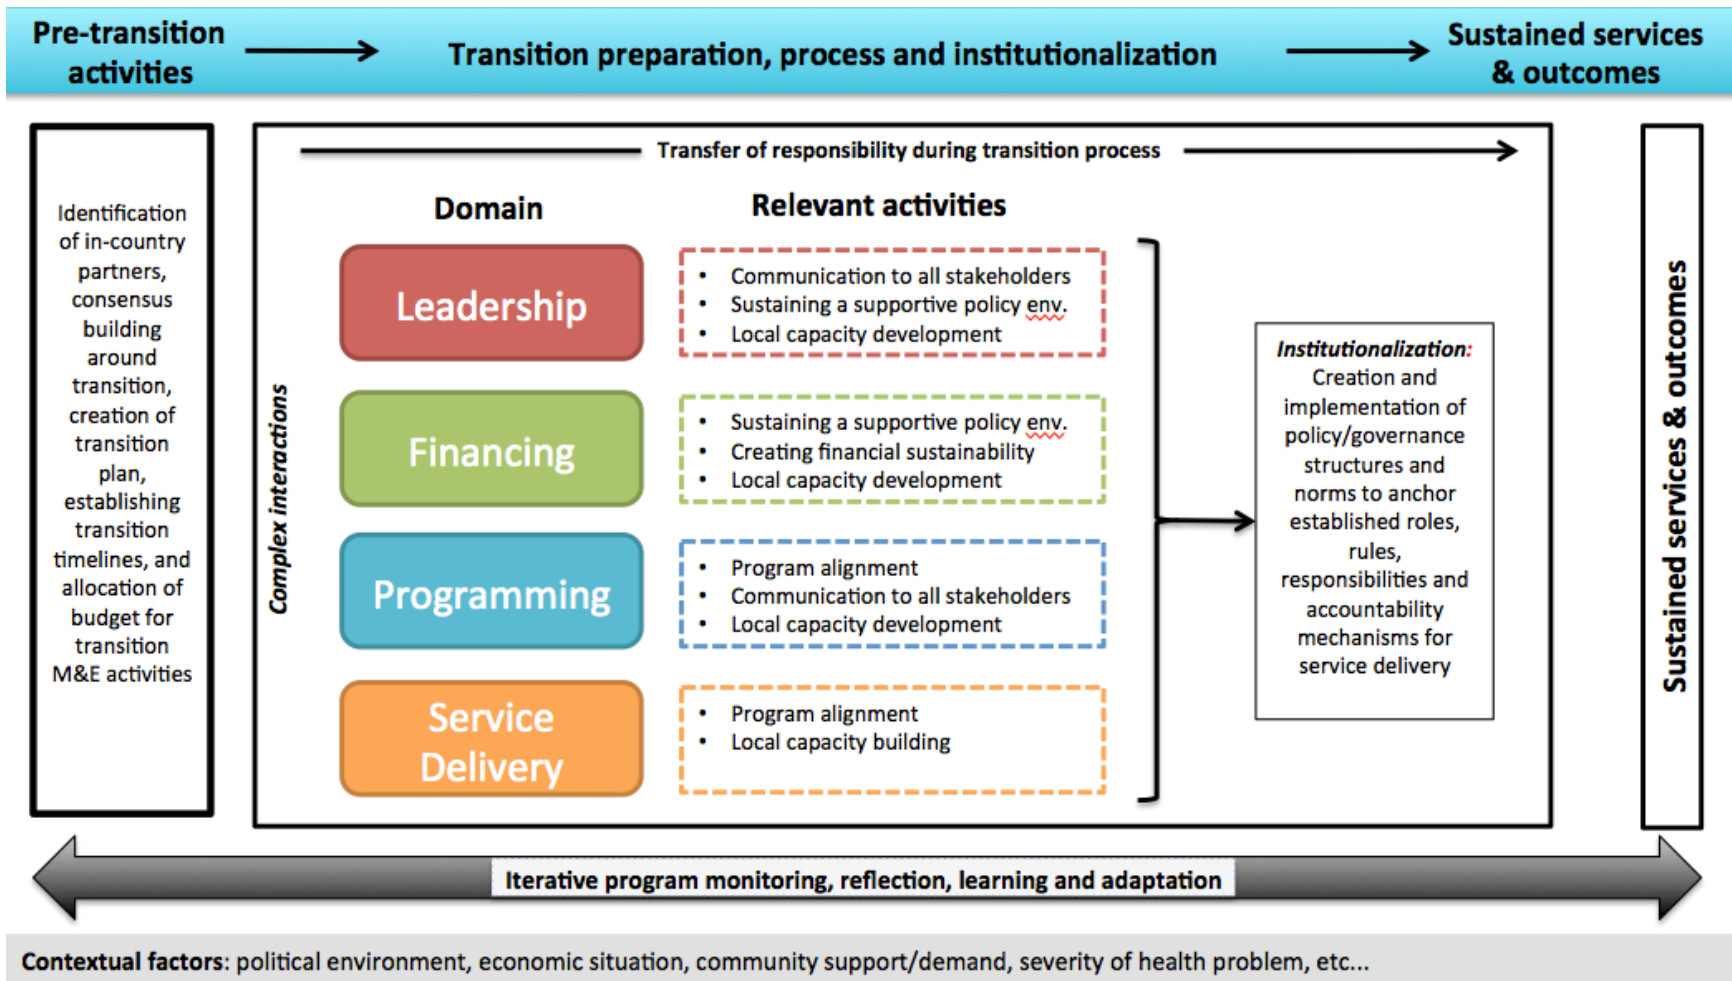 Pre-transition
activities
Transition preparation, process and institutionalization
Sustained services
& outcomes
Identification
of in-country
partners,
consensus
building
around
transition,
creation of
transition
plan,
establishing
transition
timelines, and
allocation of
budget for
transition
M&E activities
Transfer of responsibility during transition process
Complex interactions
Domain
Relevant activities
Leadership
• Communication to all stakeholders
• Sustaining a supportive policy env.
• Local capacity development
Financing
• Sustaining a supportive policy env.
• Creating financial sustainability
• Local capacity development
Programming
• Program alignment
• Communication to all stakeholders
• Local capacity development
Service
Delivery
• Program alignment
• Local capacity building
Institutionalization:
Creation and
implementation of
policy/governance
structures and
norms to anchor
established roles,
rules,
responsibilities and
accountability
mechanisms for
service delivery
Sustained services & outcomes
Iterative program monitoring, reflection, learning and adaptation
Contextual factors: political environment, economic situation, community support/demand, severity of health problem, etc...